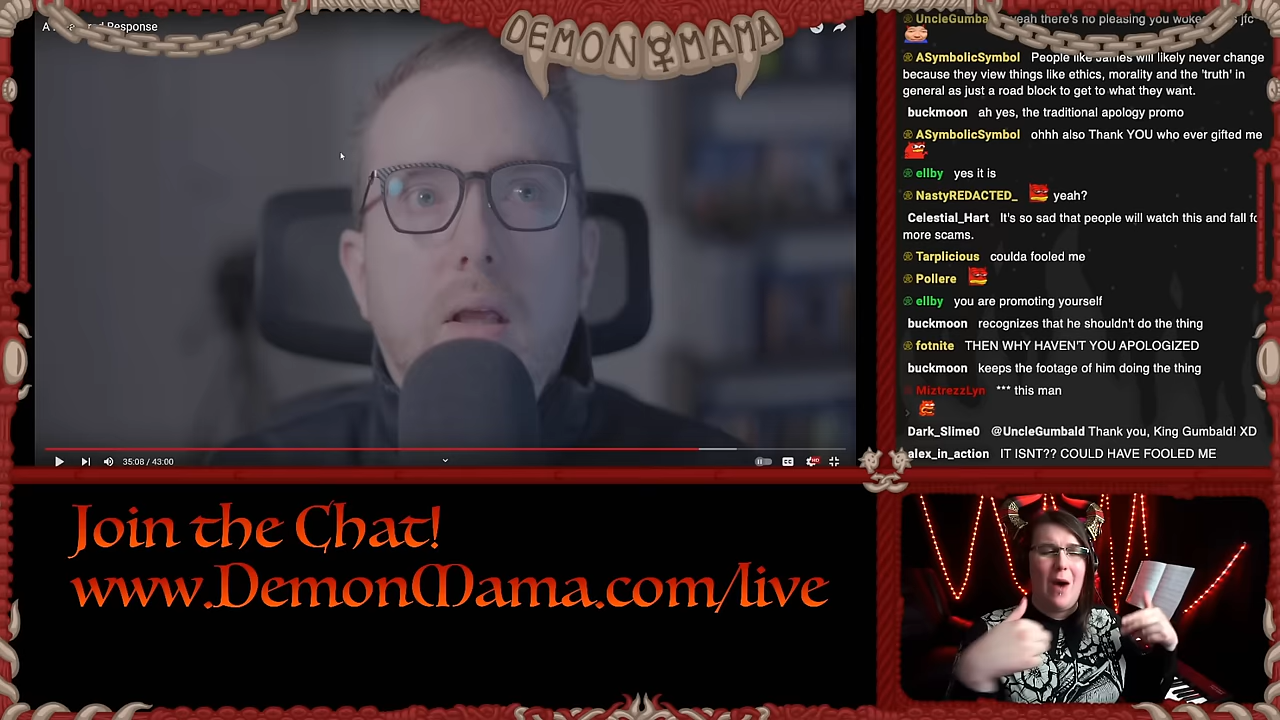 A
Response
DEMON MAMA
UncleGumba yeah there's no pleasing you jfc
ASymbolicSymbol People like James will likely never change
because they view things like ethics, morality and the 'truth' in
general as just a road block to get to what they want.
buckmoon ah yes, the traditional apology promo
ASymbolicSymbol ohhh also Thank YOU who ever gifted me
ellby yes it is
NastyREDACTED_ yeah?
Celestial_Hart It's so sad that people will watch this and fall fo
more scams.
Tarplicious coulda fooled me
Pollere
ellby you are promoting yourself
buckmoon recognizes that he shouldn't do the thing
fotnite THEN WHY HAVEN'T YOU APOLOGIZED
buckmoon keeps the footage of him doing the thing
MiztrezzLyn *** this man
Dark_Slime0 @UncleGumbald Thank you, King Gumbald! XD
alex_in_action IT ISNT?? COULD HAVE FOOLED ME
35:08 / 43:00
CC
HD
Join the Chat!
www.DemonMama.com/live